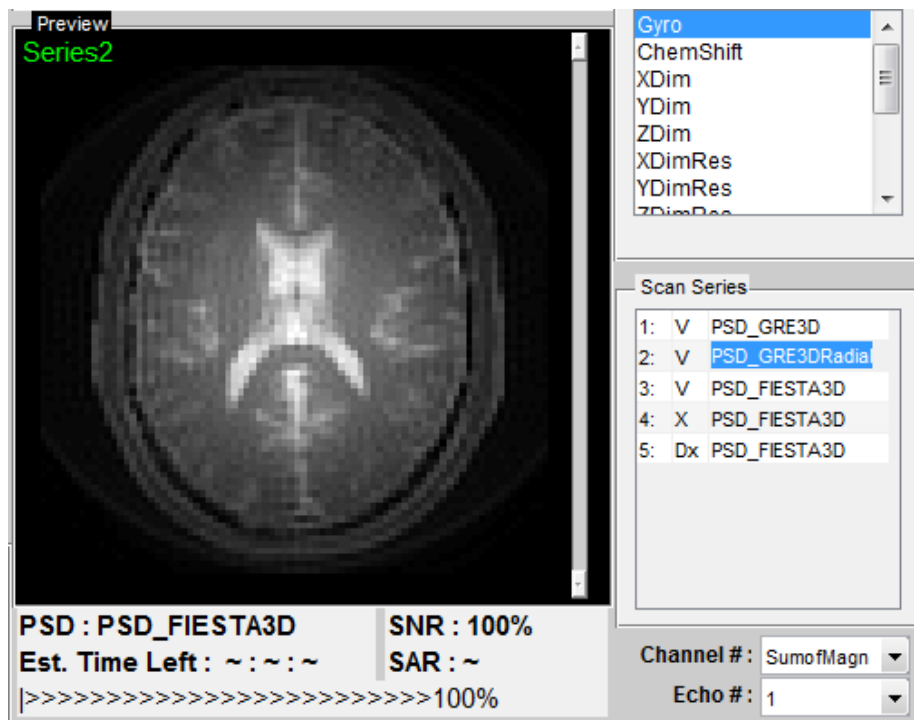 Preview
Series2
Gyro
ChemShift
XDim
YDim
ZDim
XDimRes
YDimRes
ZDimRes
Scan Series
1: V PSD_GRE3D
2: V PSD_GRE3DRadial
3: V PSD_FIESTA3D
4: X PSD_FIESTA3D
5: Dx PSD_FIESTA3D
PSD : PSD_FIESTA3D SNR : 100%
Est. Time Left : ~ : ~ : ~ SAR : ~
|>>>>>>>>>>>>>>>>>>>>>>>>>>100%
Channel # : SumofMagn
Echo # : 1